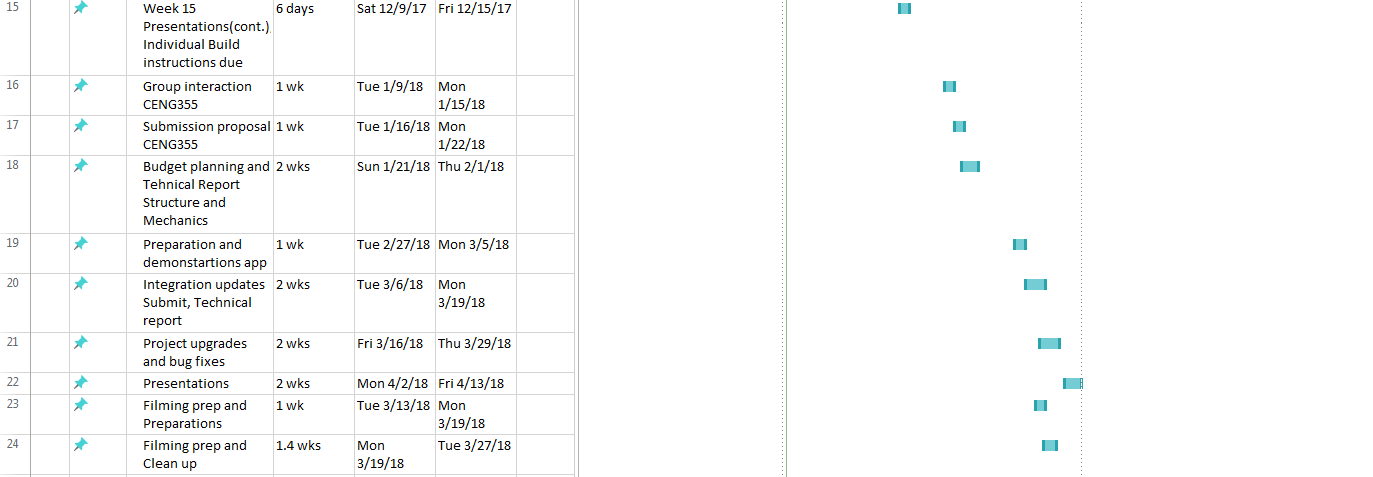 15
Week 15
Presentations(cont.)
Individual Build
instructions due
6 days
Sat 12/9/17
Fri 12/15/17
16
Group interaction
CENG355
1 wk
Tue 1/9/18
Mon
1/15/18
17
Submission proposal
CENG355
1 wk
Tue 1/16/18
Mon
1/22/18
18
Budget planning and
Tehnical Report
Structure and
Mechanics
2 wks
Sun 1/21/18
Thu 2/1/18
19
Preparation and
demonstartions app
1 wk
Tue 2/27/18
Mon 3/5/18
20
Integration updates
Submit, Technical
report
2 wks
Tue 3/6/18
Mon
3/19/18
21
Project upgrades
and bug fixes
2 wks
Fri 3/16/18
Thu 3/29/18
22
Presentations
2 wks
Mon 4/2/18
Fri 4/13/18
23
Filming prep and
Preparations
1 wk
Tue 3/13/18
Mon
3/19/18
24
Filming prep and
Clean up
1.4 wks
Mon
3/19/18
Tue 3/27/18